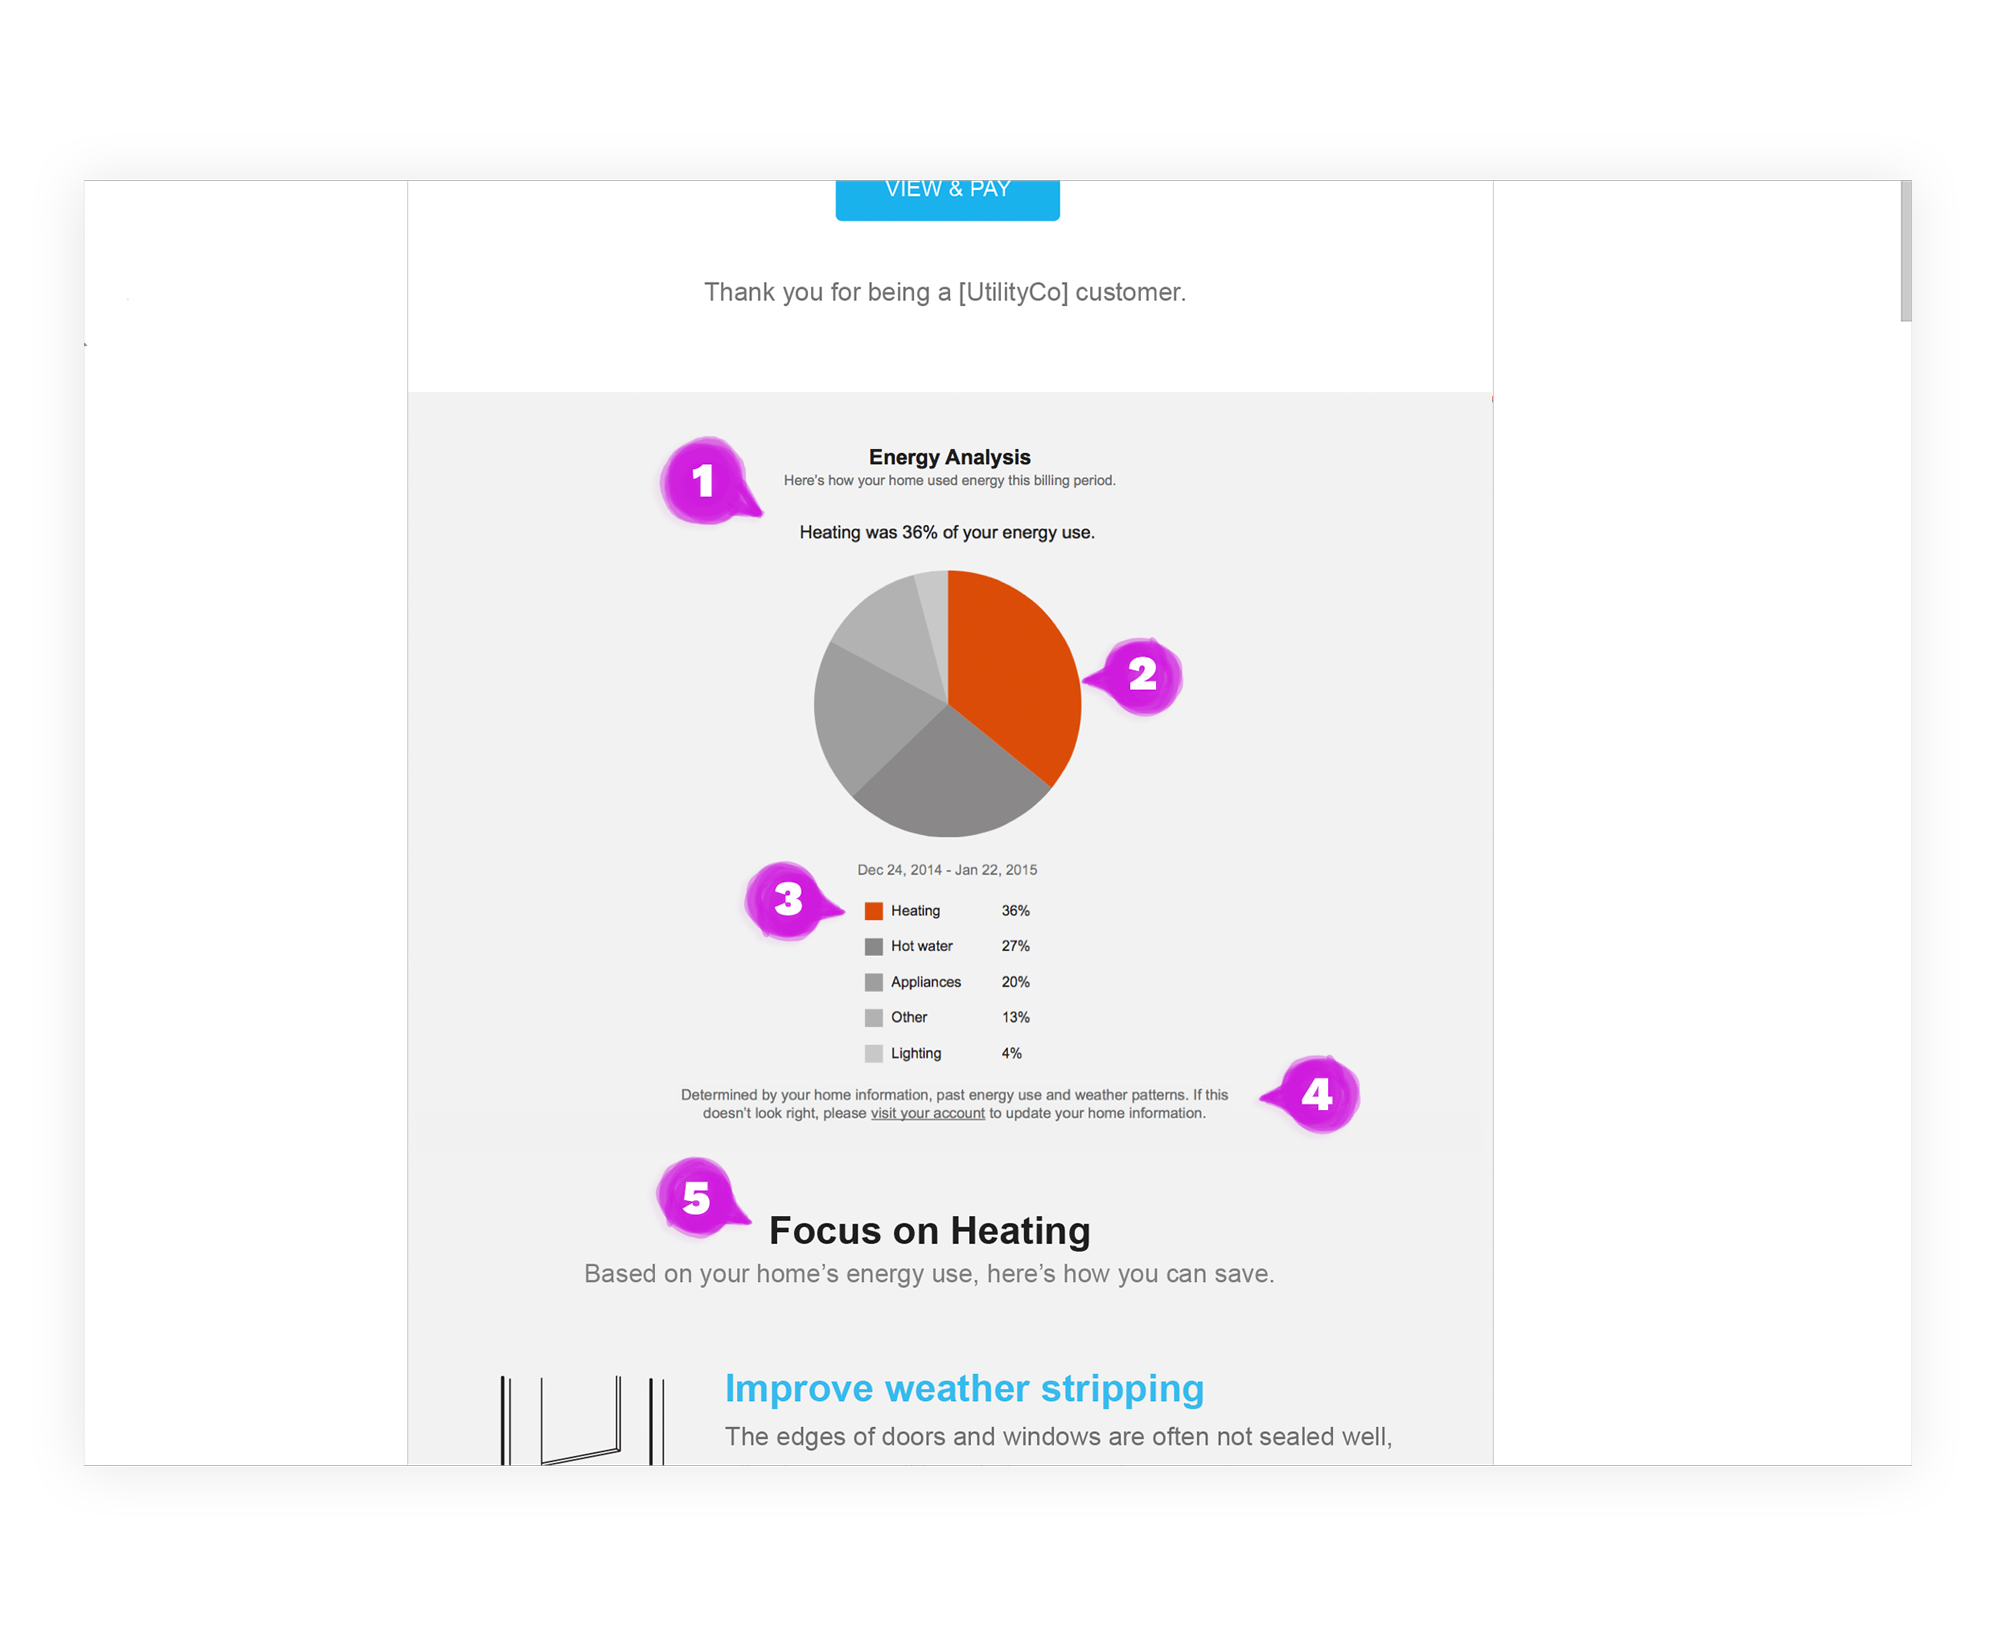 VIEW & PAY
Thank you for being a [UtilityCo] customer.
1
Energy Analysis
Here's how your home used energy this billing period.
Heating was 36% of your energy use.
2
Dec 24, 2014 - Jan 22, 2015
3
Heating 36%
Hot water 27%
Appliances 20%
Other 13%
Lighting 4%
Determined by your home information, past energy use and weather patterns. If this
doesn't look right, please visit your account to update your home information.
4
5
Focus on Heating
Based on your home's energy use, here's how you can save.
Improve weather stripping
The edges of doors and windows are often not sealed well,